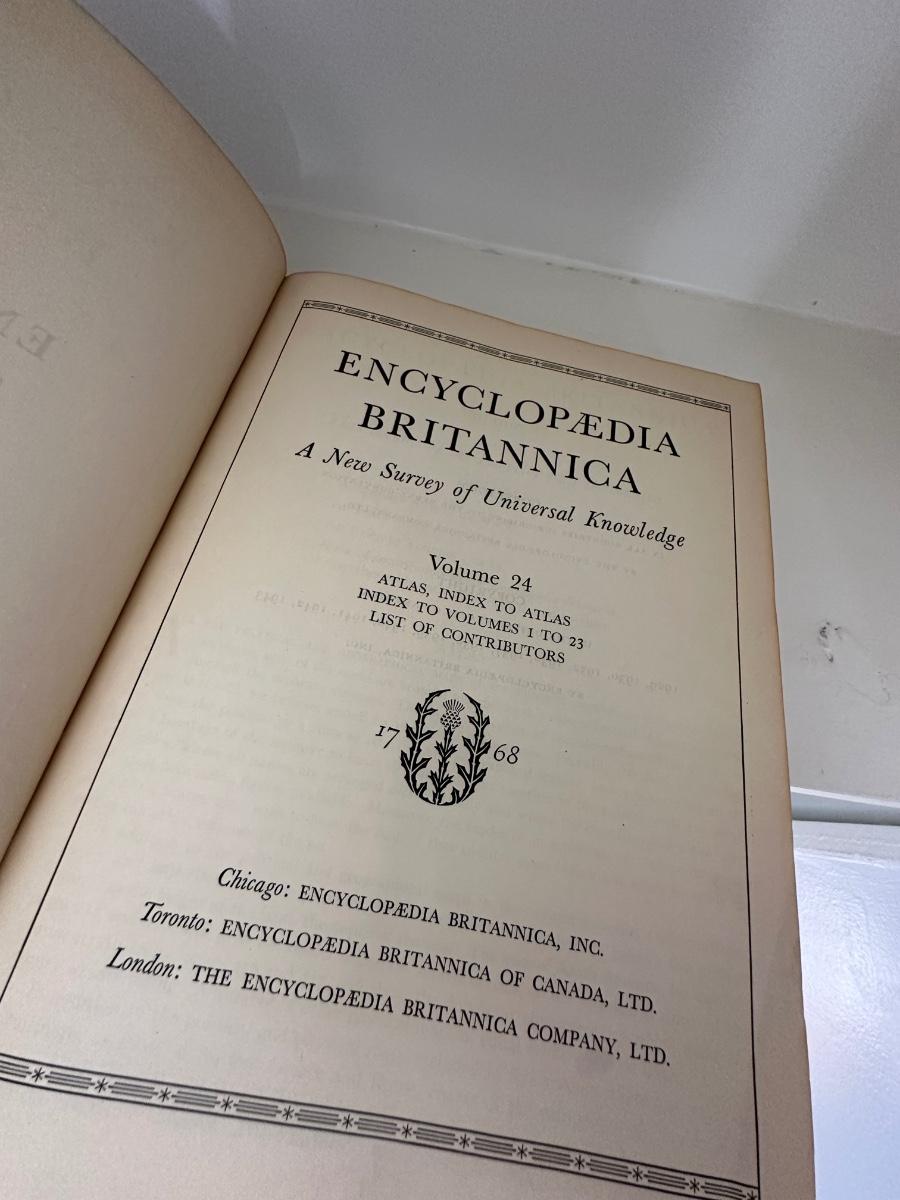 ENCYCLOPÆDIA
BRITANNICA
A New Survey of Universal Knowledge
Volume 24
ATLAS, INDEX TO ATLAS
INDEX TO VOLUMES 1 TO 23
LIST OF CONTRIBUTORS
17 68
Chicago: ENCYCLOPÆDIA BRITANNICA, INC.
Toronto: ENCYCLOPÆDIA BRITANNICA OF CANADA, LTD.
London: THE ENCYCLOPÆDIA BRITANNICA COMPANY, LTD.